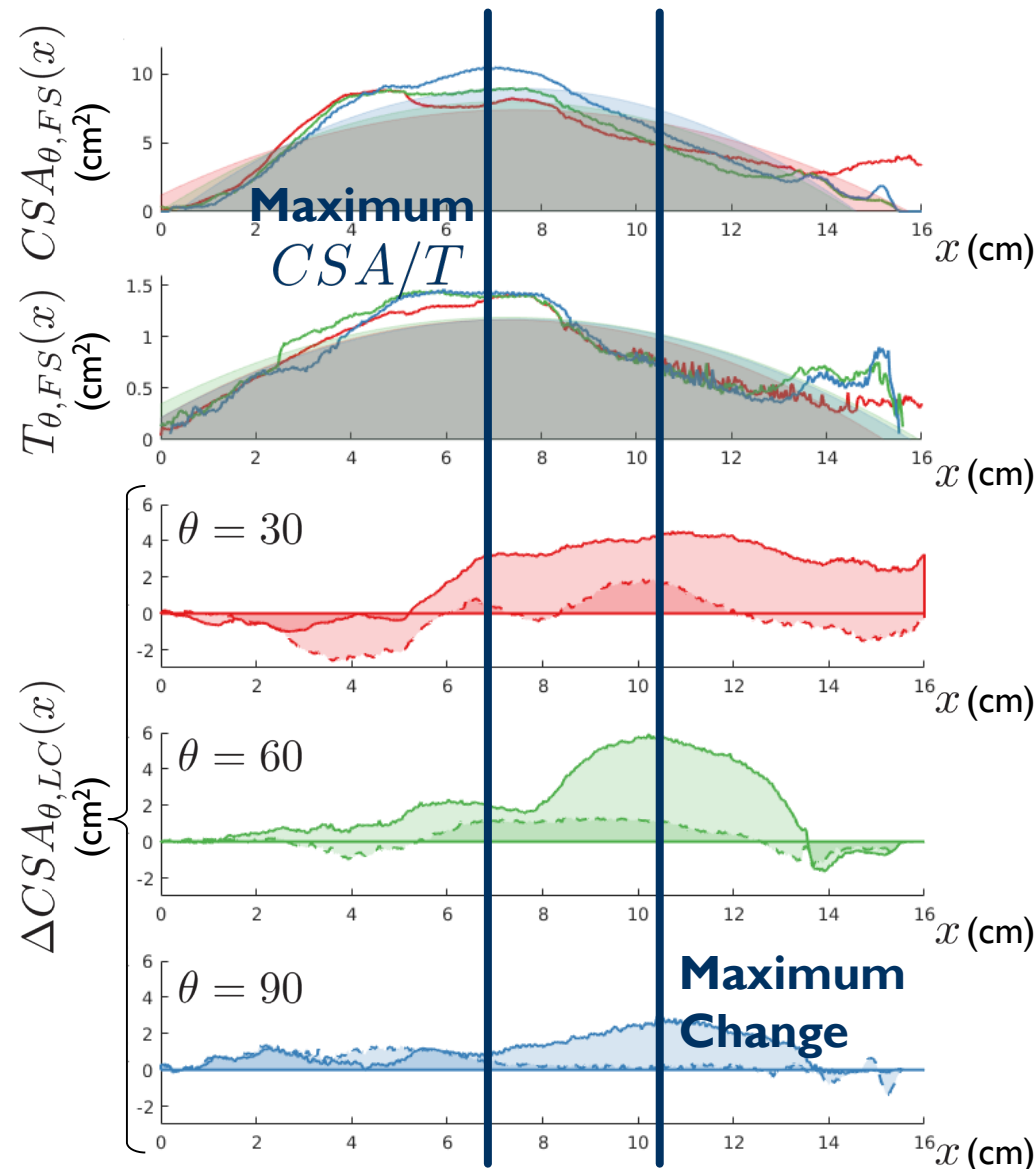 CSA_{θ,FS}(x)
(cm²)
10
5
0
0 2 4 6 8 10 12 14 16
x (cm)
Maximum
CSA/T
T_{θ,FS}(x)
(cm²)
1.5
1
0.5
0
0 2 4 6 8 10 12 14 16
x (cm)
ΔCSA_{θ,LC}(x)
(cm²)
θ = 30
6
4
2
0
-2
0 2 4 6 8 10 12 14 16
x (cm)
θ = 60
6
4
2
0
-2
0 2 4 6 8 10 12 14 16
x (cm)
θ = 90
6
4
2
0
-2
Maximum
Change
0 2 4 6 8 10 12 14 16
x (cm)